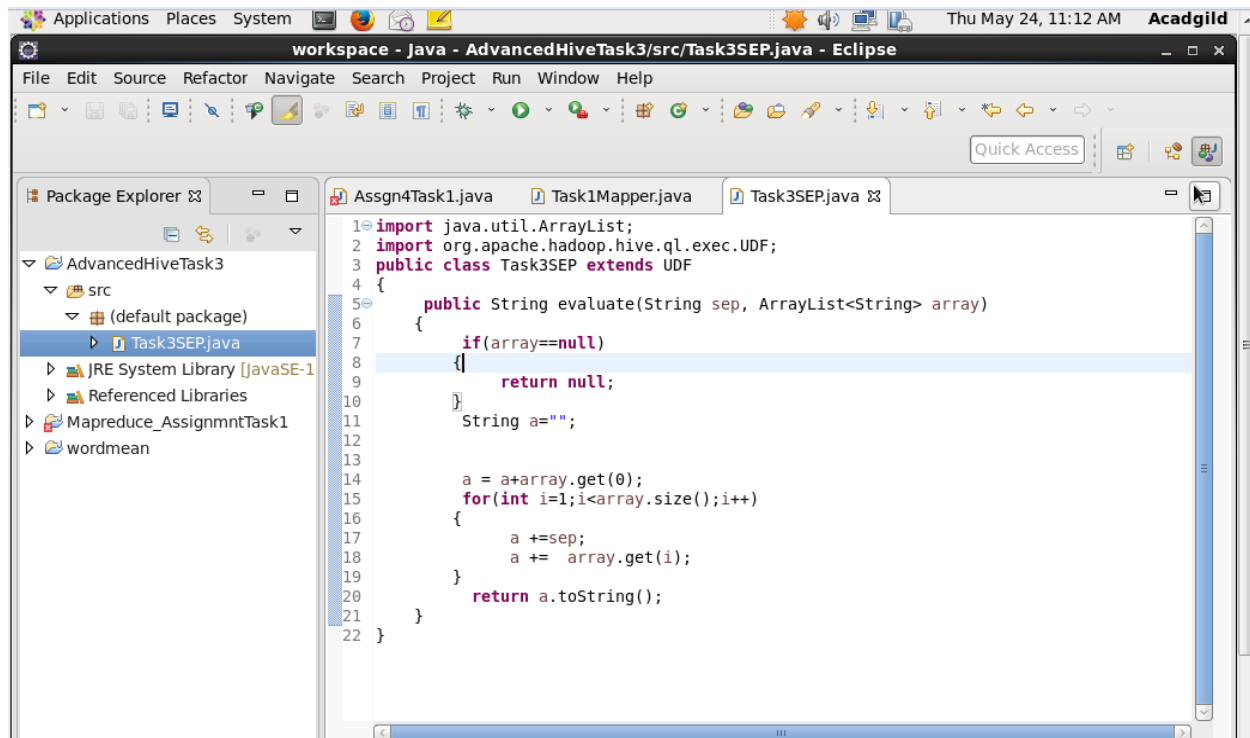 Applications Places System Thu May 24, 11:12 AM Acadgild
workspace - Java - AdvancedHiveTask3/src/Task3SEP.java - Eclipse
File Edit Source Refactor Navigate Search Project Run Window Help
Quick Access
Package Explorer
Assgn4Task1.java Task1Mapper.java Task3SEP.java
AdvancedHiveTask3
src
(default package)
Task3SEP.java
JRE System Library [JavaSE-1
Referenced Libraries
Mapreduce_AssignmntTask1
wordmean
1 import java.util.ArrayList;
2 import org.apache.hadoop.hive.ql.exec.UDF;
3 public class Task3SEP extends UDF
4 {
5 public String evaluate(String sep, ArrayList<String> array)
6 {
7 if(array==null)
8 {
9 return null;
10 }
11 String a="";
12
13
14 a = a+array.get(0);
15 for(int i=1;i<array.size();i++)
16 {
17 a +=sep;
18 a += array.get(i);
19 }
20 return a.toString();
21 }
22 }